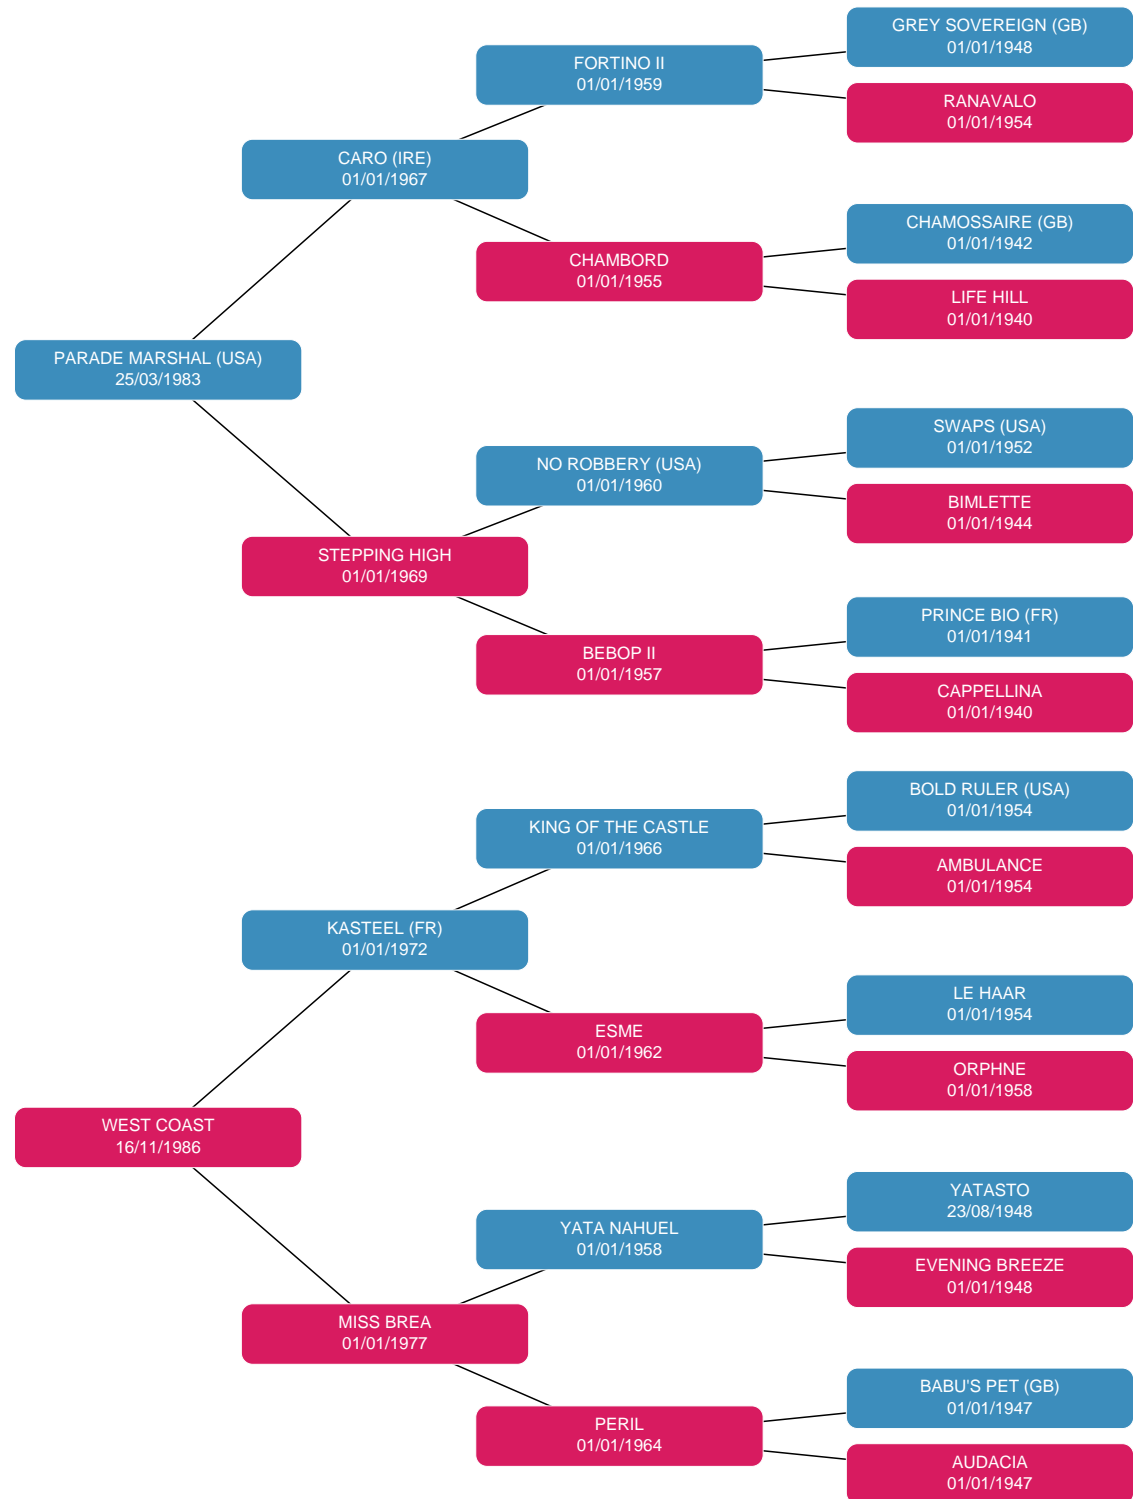 GREY SOVEREIGN (GB)
01/01/1948
FORTINO II
01/01/1959
RANAVALO
01/01/1954
CARO (IRE)
01/01/1967
CHAMOSSAIRE (GB)
01/01/1942
CHAMBORD
01/01/1955
LIFE HILL
01/01/1940
PARADE MARSHAL (USA)
25/03/1983
SWAPS (USA)
01/01/1952
NO ROBBERY (USA)
01/01/1960
BIMLETTE
01/01/1944
STEPPING HIGH
01/01/1969
PRINCE BIO (FR)
01/01/1941
BEBOP II
01/01/1957
CAPPELLINA
01/01/1940
BOLD RULER (USA)
01/01/1954
KING OF THE CASTLE
01/01/1966
AMBULANCE
01/01/1954
KASTEEL (FR)
01/01/1972
LE HAAR
01/01/1954
ESME
01/01/1962
ORPHNE
01/01/1958
WEST COAST
16/11/1986
YATASTO
23/08/1948
YATA NAHUEL
01/01/1958
EVENING BREEZE
01/01/1948
MISS BREA
01/01/1977
BABU'S PET (GB)
01/01/1947
PERIL
01/01/1964
AUDACIA
01/01/1947